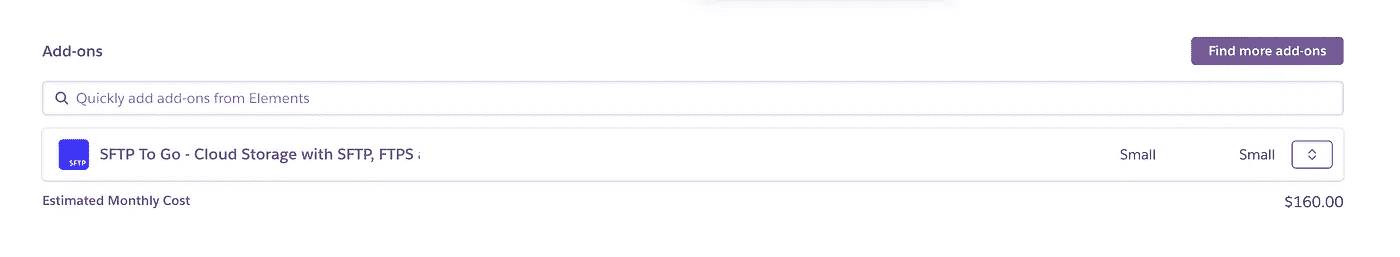 Add-ons
Find more add-ons
Quickly add add-ons from Elements
SFTP
SFTP To Go - Cloud Storage with SFTP, FTPS
Small
Small
Estimated Monthly Cost
$160.00